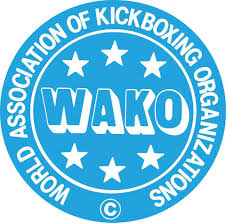 WORLD ASSOCIATION OF KICKBOXING ORGANIZATIONS
WAKO
©